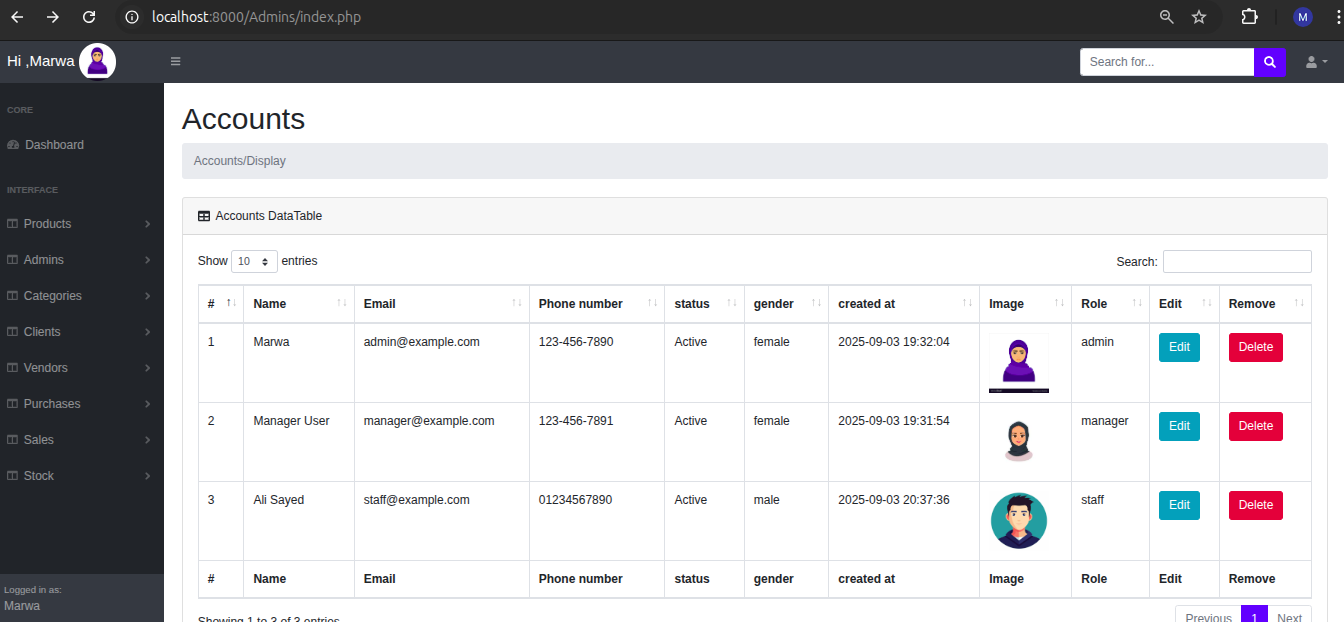 localhost:8000/Admins/index.php
M
Hi ,Marwa
Search for...
CORE
Dashboard
INTERFACE
Products
Admins
Categories
Clients
Vendors
Purchases
Sales
Stock
Logged in as:
Marwa
Accounts
Accounts/Display
Accounts DataTable
Show 10 entries
Search:
# Name Email Phone number status gender created at Image Role Edit Remove
1 Marwa admin@example.com 123-456-7890 Active female 2025-09-03 19:32:04 admin Edit Delete
2 Manager User manager@example.com 123-456-7891 Active female 2025-09-03 19:31:54 manager Edit Delete
3 Ali Sayed staff@example.com 01234567890 Active male 2025-09-03 20:37:36 staff Edit Delete
# Name Email Phone number status gender created at Image Role Edit Remove
Showing 1 to 3 of 3 entries
Previous 1 Next